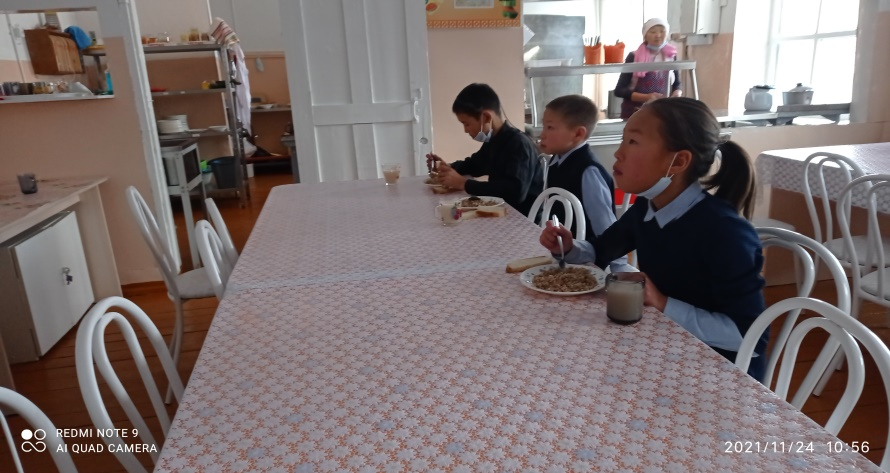 REDMI NOTE 9
AI QUAD CAMERA
2021/11/24 10:56